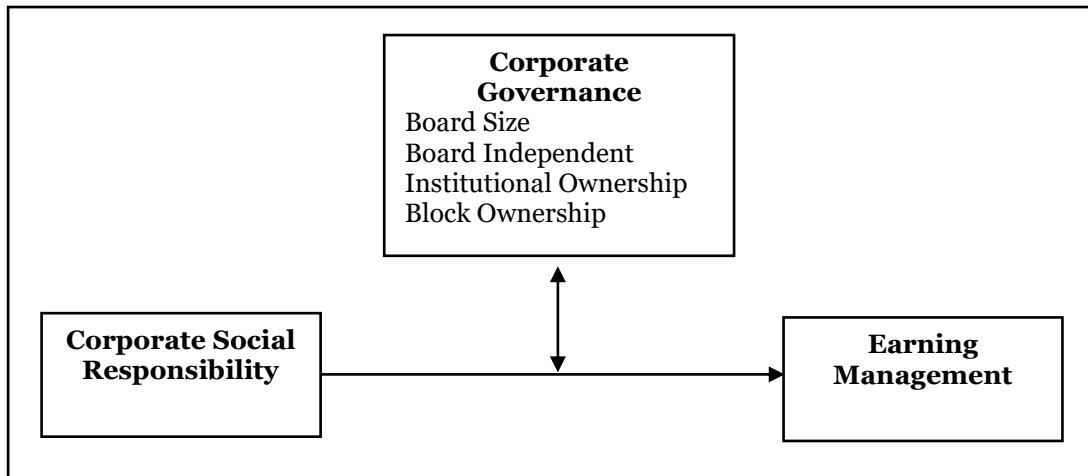 Corporate
Governance
Board Size
Board Independent
Institutional Ownership
Block Ownership
Corporate Social
Responsibility
Earning
Management